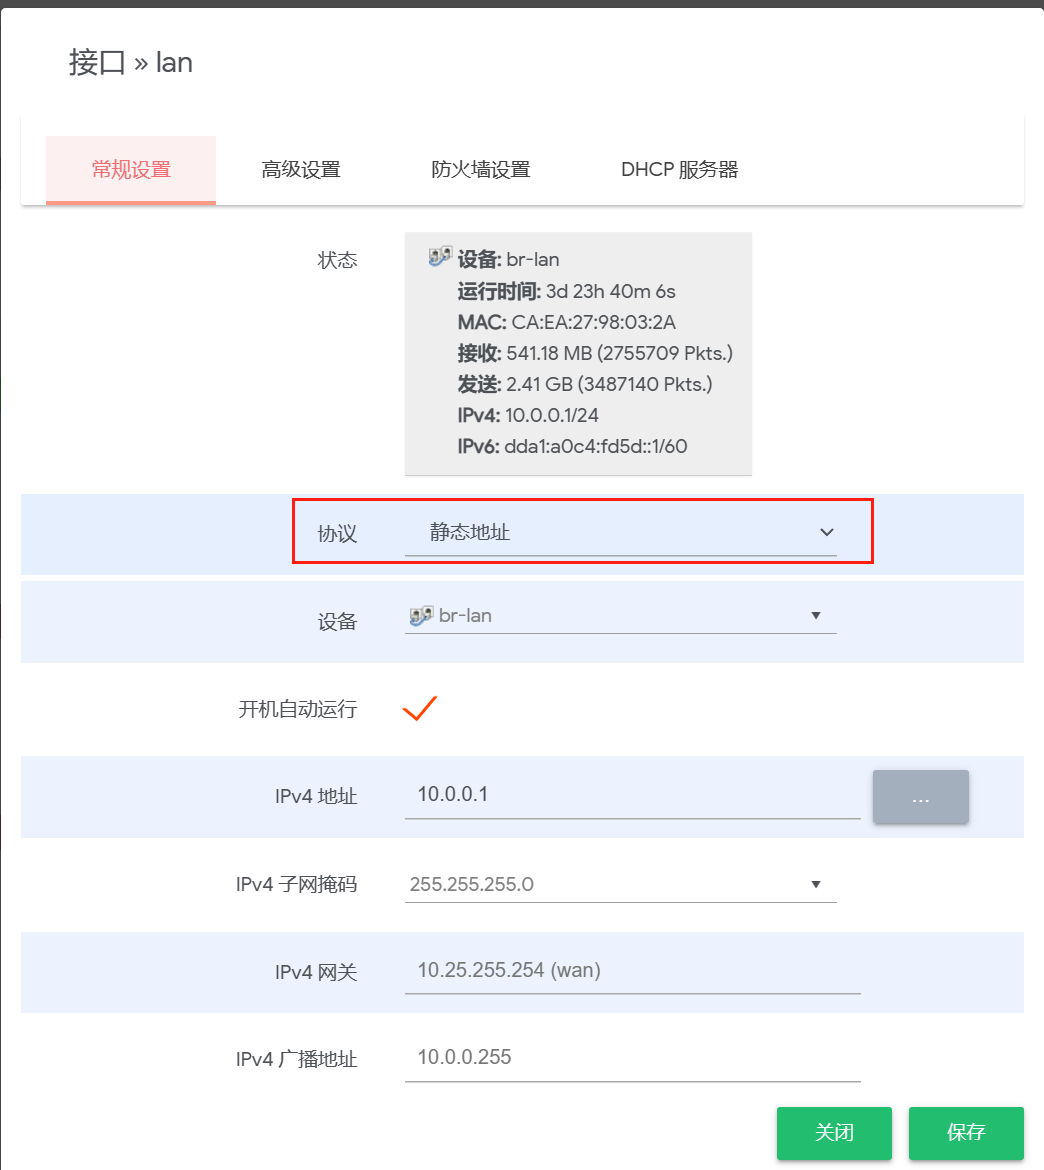 接口 » lan
常规设置 高级设置 防火墙设置 DHCP 服务器
状态
设备: br-lan
运行时间: 3d 23h 40m 6s
MAC: CA:EA:27:98:03:2A
接收: 541.18 MB (2755709 Pkts.)
发送: 2.41 GB (3487140 Pkts.)
IPv4: 10.0.0.1/24
IPv6: dda1:a0c4:fd5d::1/60
协议 静态地址
设备 br-lan
开机自动运行
IPv4 地址 10.0.0.1 ...
IPv4 子网掩码 255.255.255.0
IPv4 网关 10.25.255.254 (wan)
IPv4 广播地址 10.0.0.255
关闭 保存